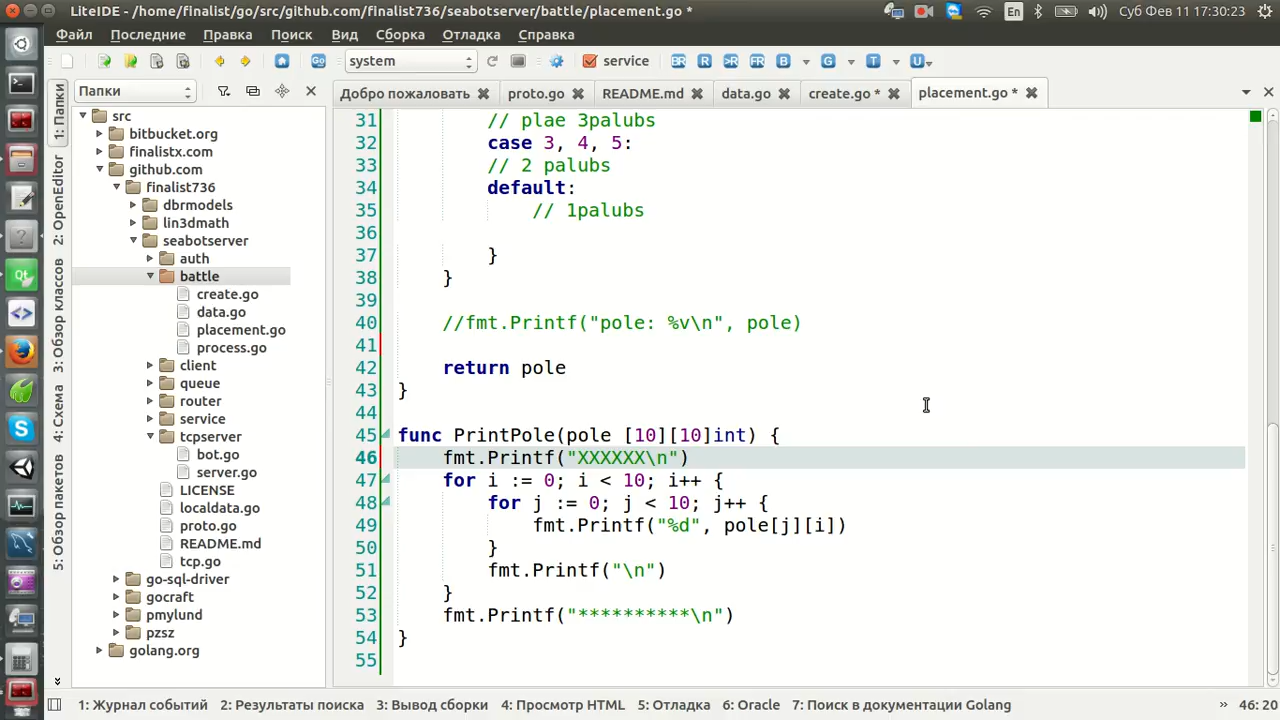 LiteIDE - /home/finalist/go/src/github.com/finalist736/seabotserver/battle/placement.go *
En
Суб Фев 11 17:30:23
Файл Последние Правка Поиск Вид Сборка Отладка Справка
Go system service BR R >R FR B G T U
1: Папки
2: OpenEditor
3: Обзор классов
4: Схема
5: Обзор пакетов
Папки
src
bitbucket.org
finalistx.com
github.com
finalist736
dbrmodels
lin3dmath
seabotserver
auth
battle
create.go
data.go
placement.go
process.go
client
queue
router
service
tcpserver
bot.go
server.go
LICENSE
localdata.go
proto.go
README.md
tcp.go
go-sql-driver
gocraft
pmylund
pzsz
golang.org
Добро пожаловать proto.go README.md data.go create.go * placement.go *
31 // plae 3palubs
32 case 3, 4, 5:
33 // 2 palubs
34 default:
35 // 1palubs
36
37 }
38 }
39
40 //fmt.Printf("pole: %v\n", pole)
41
42 return pole
43 }
44
45 func PrintPole(pole [10][10]int) {
46 fmt.Printf("XXXXXX\n")
47 for i := 0; i < 10; i++ {
48 for j := 0; j < 10; j++ {
49 fmt.Printf("%d", pole[j][i])
50 }
51 fmt.Printf("\n")
52 }
53 fmt.Printf("**********\n")
54 }
55
1: Журнал событий 2: Результаты поиска 3: Вывод сборки 4: Просмотр HTML 5: Отладка 6: Oracle 7: Поиск в документации Golang » 46: 20